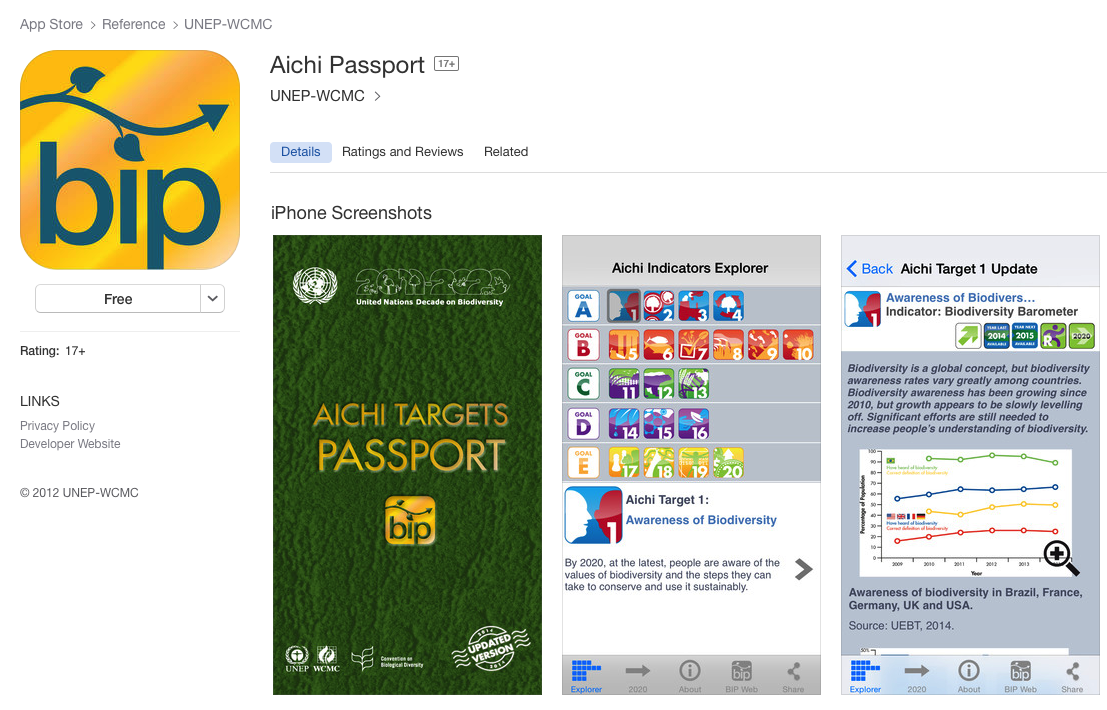 App Store > Reference > UNEP-WCMC
bip
Free
Rating: 17+
LINKS
Privacy Policy
Developer Website
© 2012 UNEP-WCMC
Aichi Passport 17+
UNEP-WCMC >
Details Ratings and Reviews Related
iPhone Screenshots
United Nations Decade on Biodiversity
AICHI TARGETS
PASSPORT
bip
UNEP WCMC
Convention on
Biological Diversity
2014
UPDATED
VERSION
2014
Aichi Indicators Explorer
GOAL A 1 2 3 4
GOAL B 5 6 7 8 9 10
GOAL C 11 12 13
GOAL D 14 15 16
GOAL E 17 18 19 20
1
Aichi Target 1:
Awareness of Biodiversity
By 2020, at the latest, people are aware of the
values of biodiversity and the steps they can
take to conserve and use it sustainably.
Explorer 2020 About BIP Web Share
Back Aichi Target 1 Update
1
Awareness of Biodivers…
Indicator: Biodiversity Barometer
YEAR LAST 2014 AVAILABLE YEAR NEXT 2015 AVAILABLE R 2020
Biodiversity is a global concept, but biodiversity
awareness rates vary greatly among countries.
Biodiversity awareness has been growing since
2010, but growth appears to be slowly levelling
off. Significant efforts are still needed to
increase people's understanding of biodiversity.
Percentage of Population
100
90
80
70
60
50
40
30
20
10
0
Have heard of biodiversity
Correct definition of biodiversity
Have heard of biodiversity
Correct definition of biodiversity
2009 2010 2011 2012 2013
Year
Awareness of biodiversity in Brazil, France,
Germany, UK and USA.
Source: UEBT, 2014.
50%
Explorer 2020 About BIP Web Share